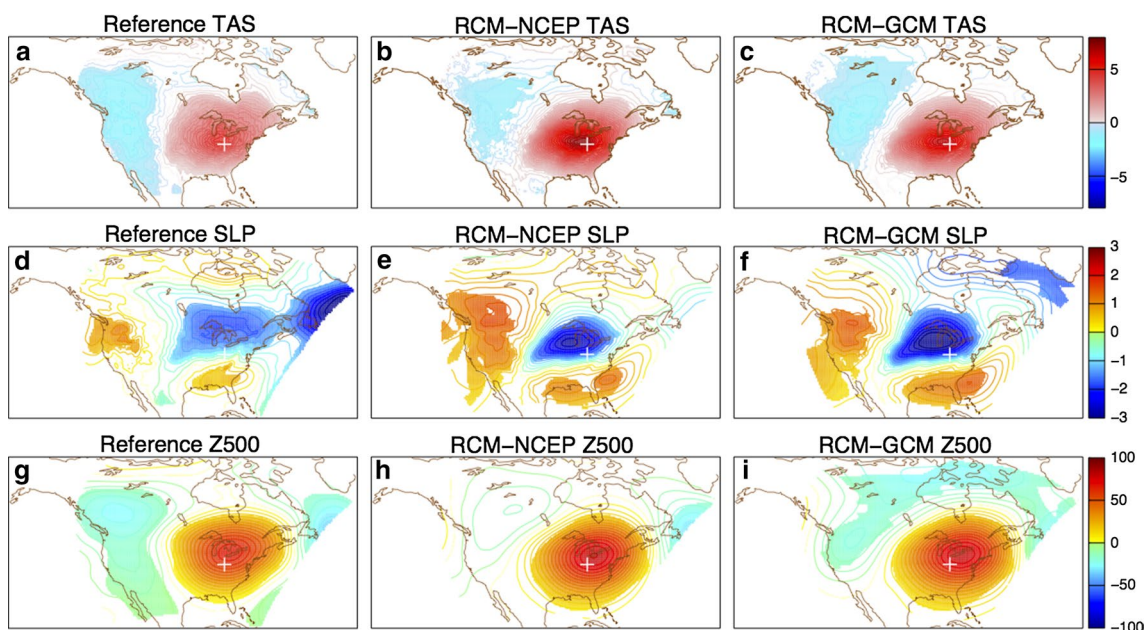 Reference TAS
RCM–NCEP TAS
RCM–GCM TAS
a
b
c
5
0
−5
Reference SLP
RCM–NCEP SLP
RCM–GCM SLP
d
e
f
3
2
1
0
−1
−2
−3
Reference Z500
RCM–NCEP Z500
RCM–GCM Z500
g
h
i
100
50
0
−50
−100